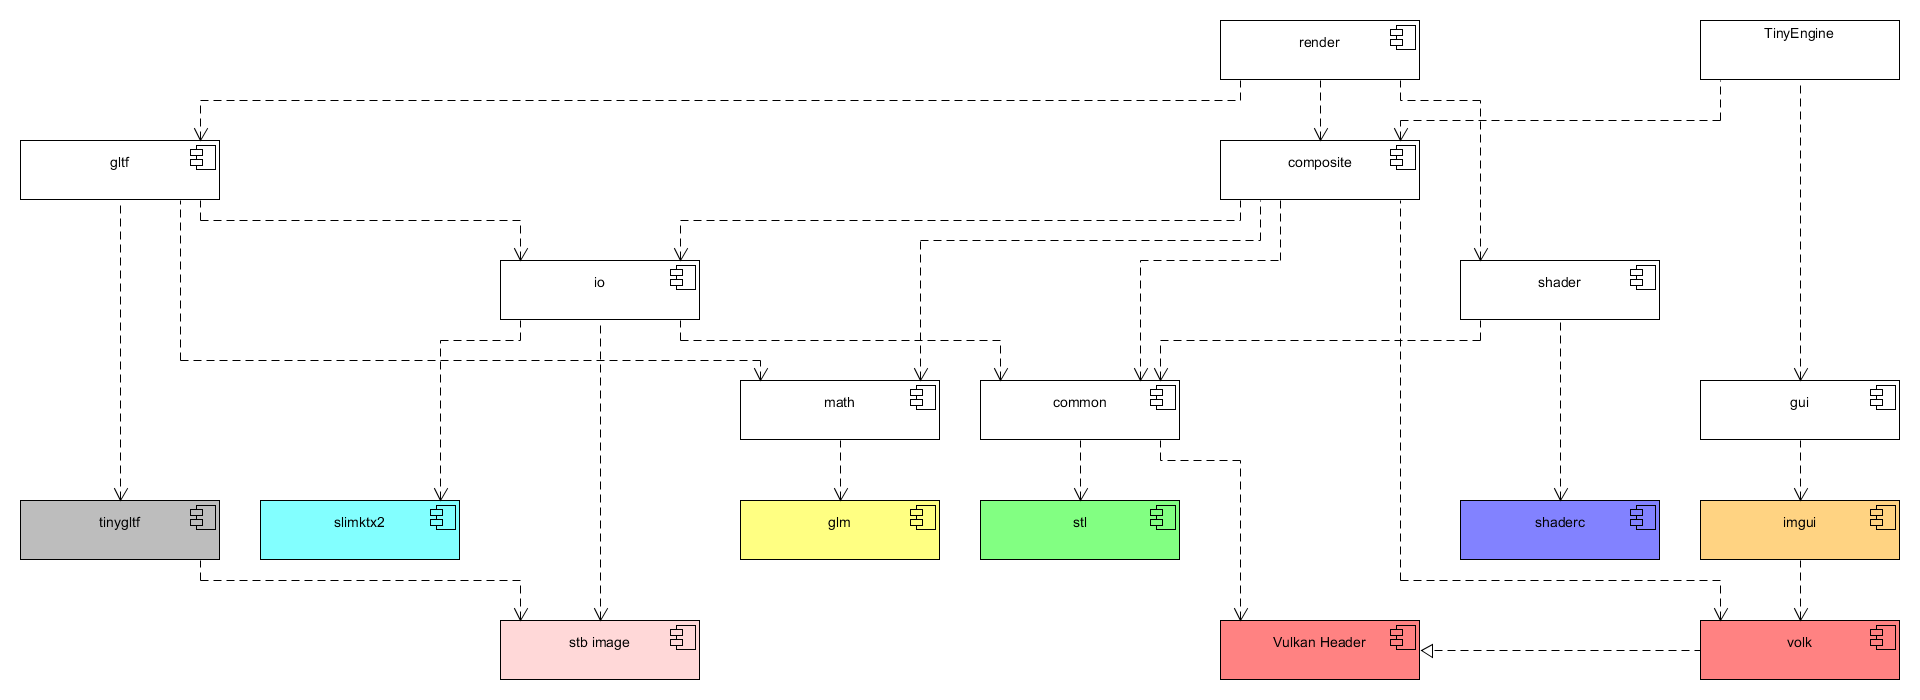 render
TinyEngine
gltf
composite
io
shader
math
common
gui
tinygltf
slimktx2
glm
stl
shaderc
imgui
stb image
Vulkan Header
volk